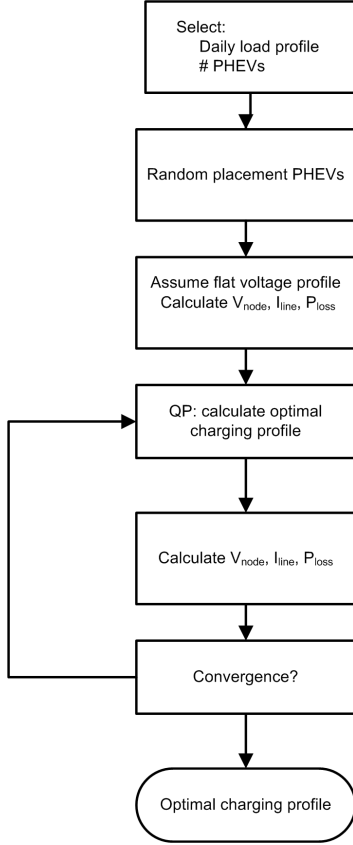 Select:
Daily load profile
# PHEVs
Random placement PHEVs
Assume flat voltage profile
Calculate Vnode, Iline, Ploss
QP: calculate optimal
charging profile
Calculate Vnode, Iline, Ploss
Convergence?
Optimal charging profile